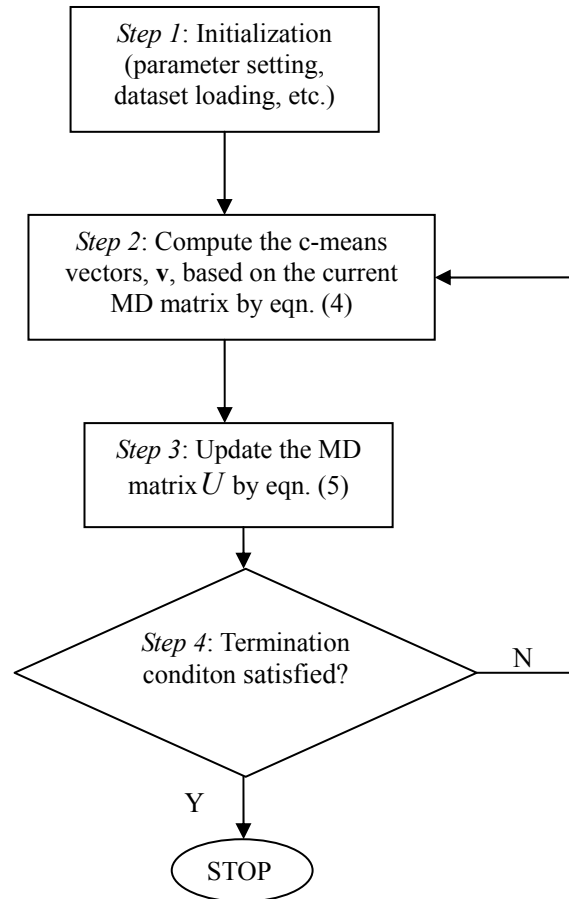 Step 1: Initialization
(parameter setting,
dataset loading, etc.)
Step 2: Compute the c-means
vectors, v, based on the current
MD matrix by eqn. (4)
Step 3: Update the MD
matrix U by eqn. (5)
Step 4: Termination
conditon satisfied?
N
Y
STOP